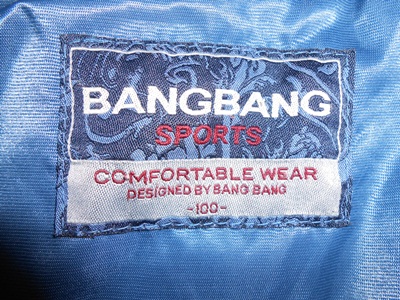 BANGBANG
SPORTS
COMFORTABLE WEAR
DESIGNED BY BANG BANG
-100-